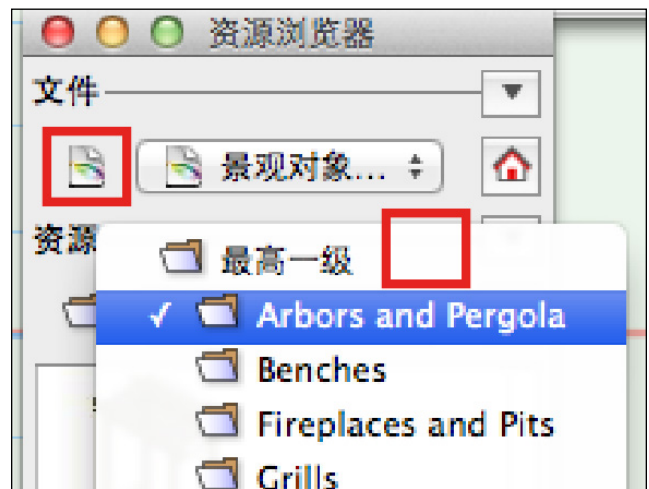 资源浏览器
文件
景观对象...
资源
最高一级
✓ Arbors and Pergola
Benches
Fireplaces and Pits
Grills